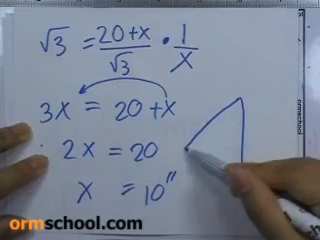 √3 = 20+x/√3 · 1/x
3x = 20+x
2x = 20
x = 10"
ormschool.com
ormschool